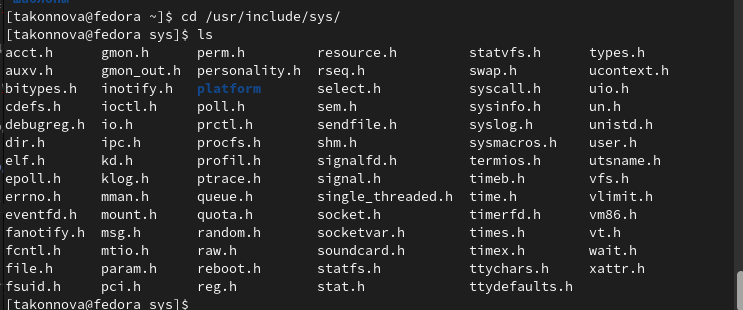 [takonnova@fedora ~]$ cd /usr/include/sys/
[takonnova@fedora sys]$ ls
acct.h gmon.h perm.h resource.h statvfs.h types.h
auxv.h gmon_out.h personality.h rseq.h swap.h ucontext.h
bitypes.h inotify.h platform select.h syscall.h uio.h
cdefs.h ioctl.h poll.h sem.h sysinfo.h un.h
debugreg.h io.h prctl.h sendfile.h syslog.h unistd.h
dir.h ipc.h procfs.h shm.h sysmacros.h user.h
elf.h kd.h profil.h signalfd.h termios.h utsname.h
epoll.h klog.h ptrace.h signal.h timeb.h vfs.h
errno.h mman.h queue.h single_threaded.h time.h vlimit.h
eventfd.h mount.h quota.h socket.h timerfd.h vm86.h
fanotify.h msg.h random.h socketvar.h times.h vt.h
fcntl.h mtio.h raw.h soundcard.h timex.h wait.h
file.h param.h reboot.h statfs.h ttychars.h xattr.h
fsuid.h pci.h reg.h stat.h ttydefaults.h
[takonnova@fedora sys]$